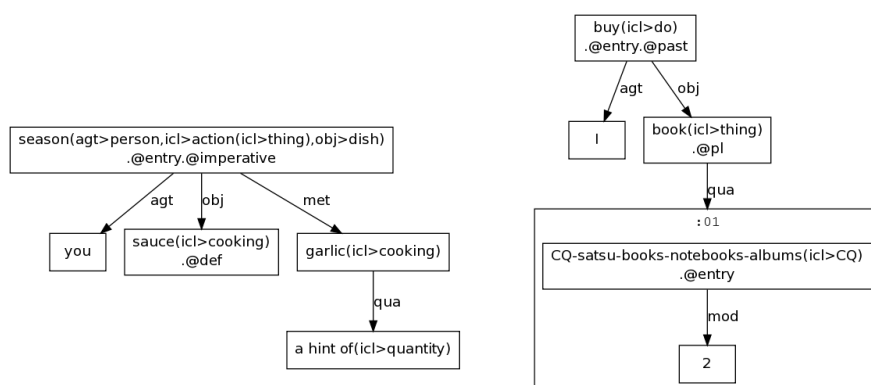 season(agt>person,icl>action(icl>thing),obj>dish)
.@entry.@imperative
agt
obj
met
you
sauce(icl>cooking)
.@def
garlic(icl>cooking)
qua
a hint of(icl>quantity)
buy(icl>do)
.@entry.@past
agt
obj
I
book(icl>thing)
.@pl
qua
:01
CQ-satsu-books-notebooks-albums(icl>CQ)
.@entry
mod
2